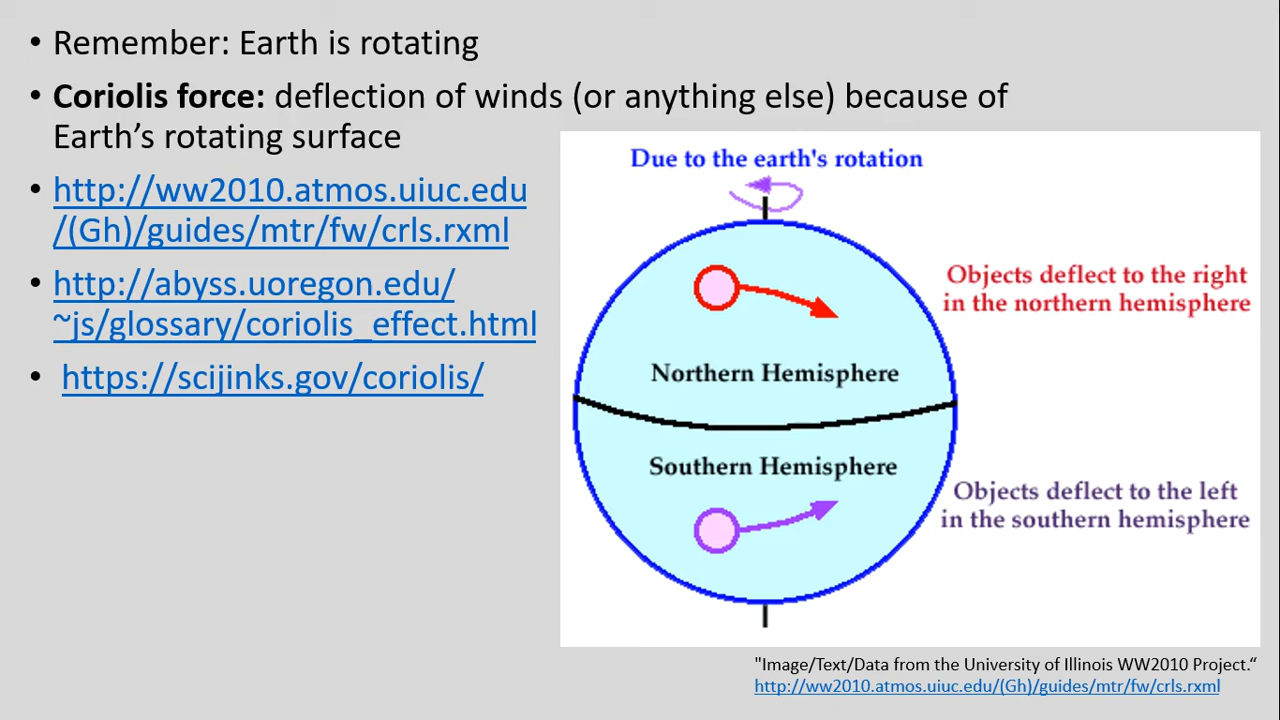 • Remember: Earth is rotating
• Coriolis force: deflection of winds (or anything else) because of
Earth’s rotating surface
• http://ww2010.atmos.uiuc.edu
/(Gh)/guides/mtr/fw/crls.rxml
• http://abyss.uoregon.edu/
~js/glossary/coriolis_effect.html
• https://scijinks.gov/coriolis/
Due to the earth's rotation
Objects deflect to the right
in the northern hemisphere
Northern Hemisphere
Southern Hemisphere
Objects deflect to the left
in the southern hemisphere
"Image/Text/Data from the University of Illinois WW2010 Project.“
http://ww2010.atmos.uiuc.edu/(Gh)/guides/mtr/fw/crls.rxml